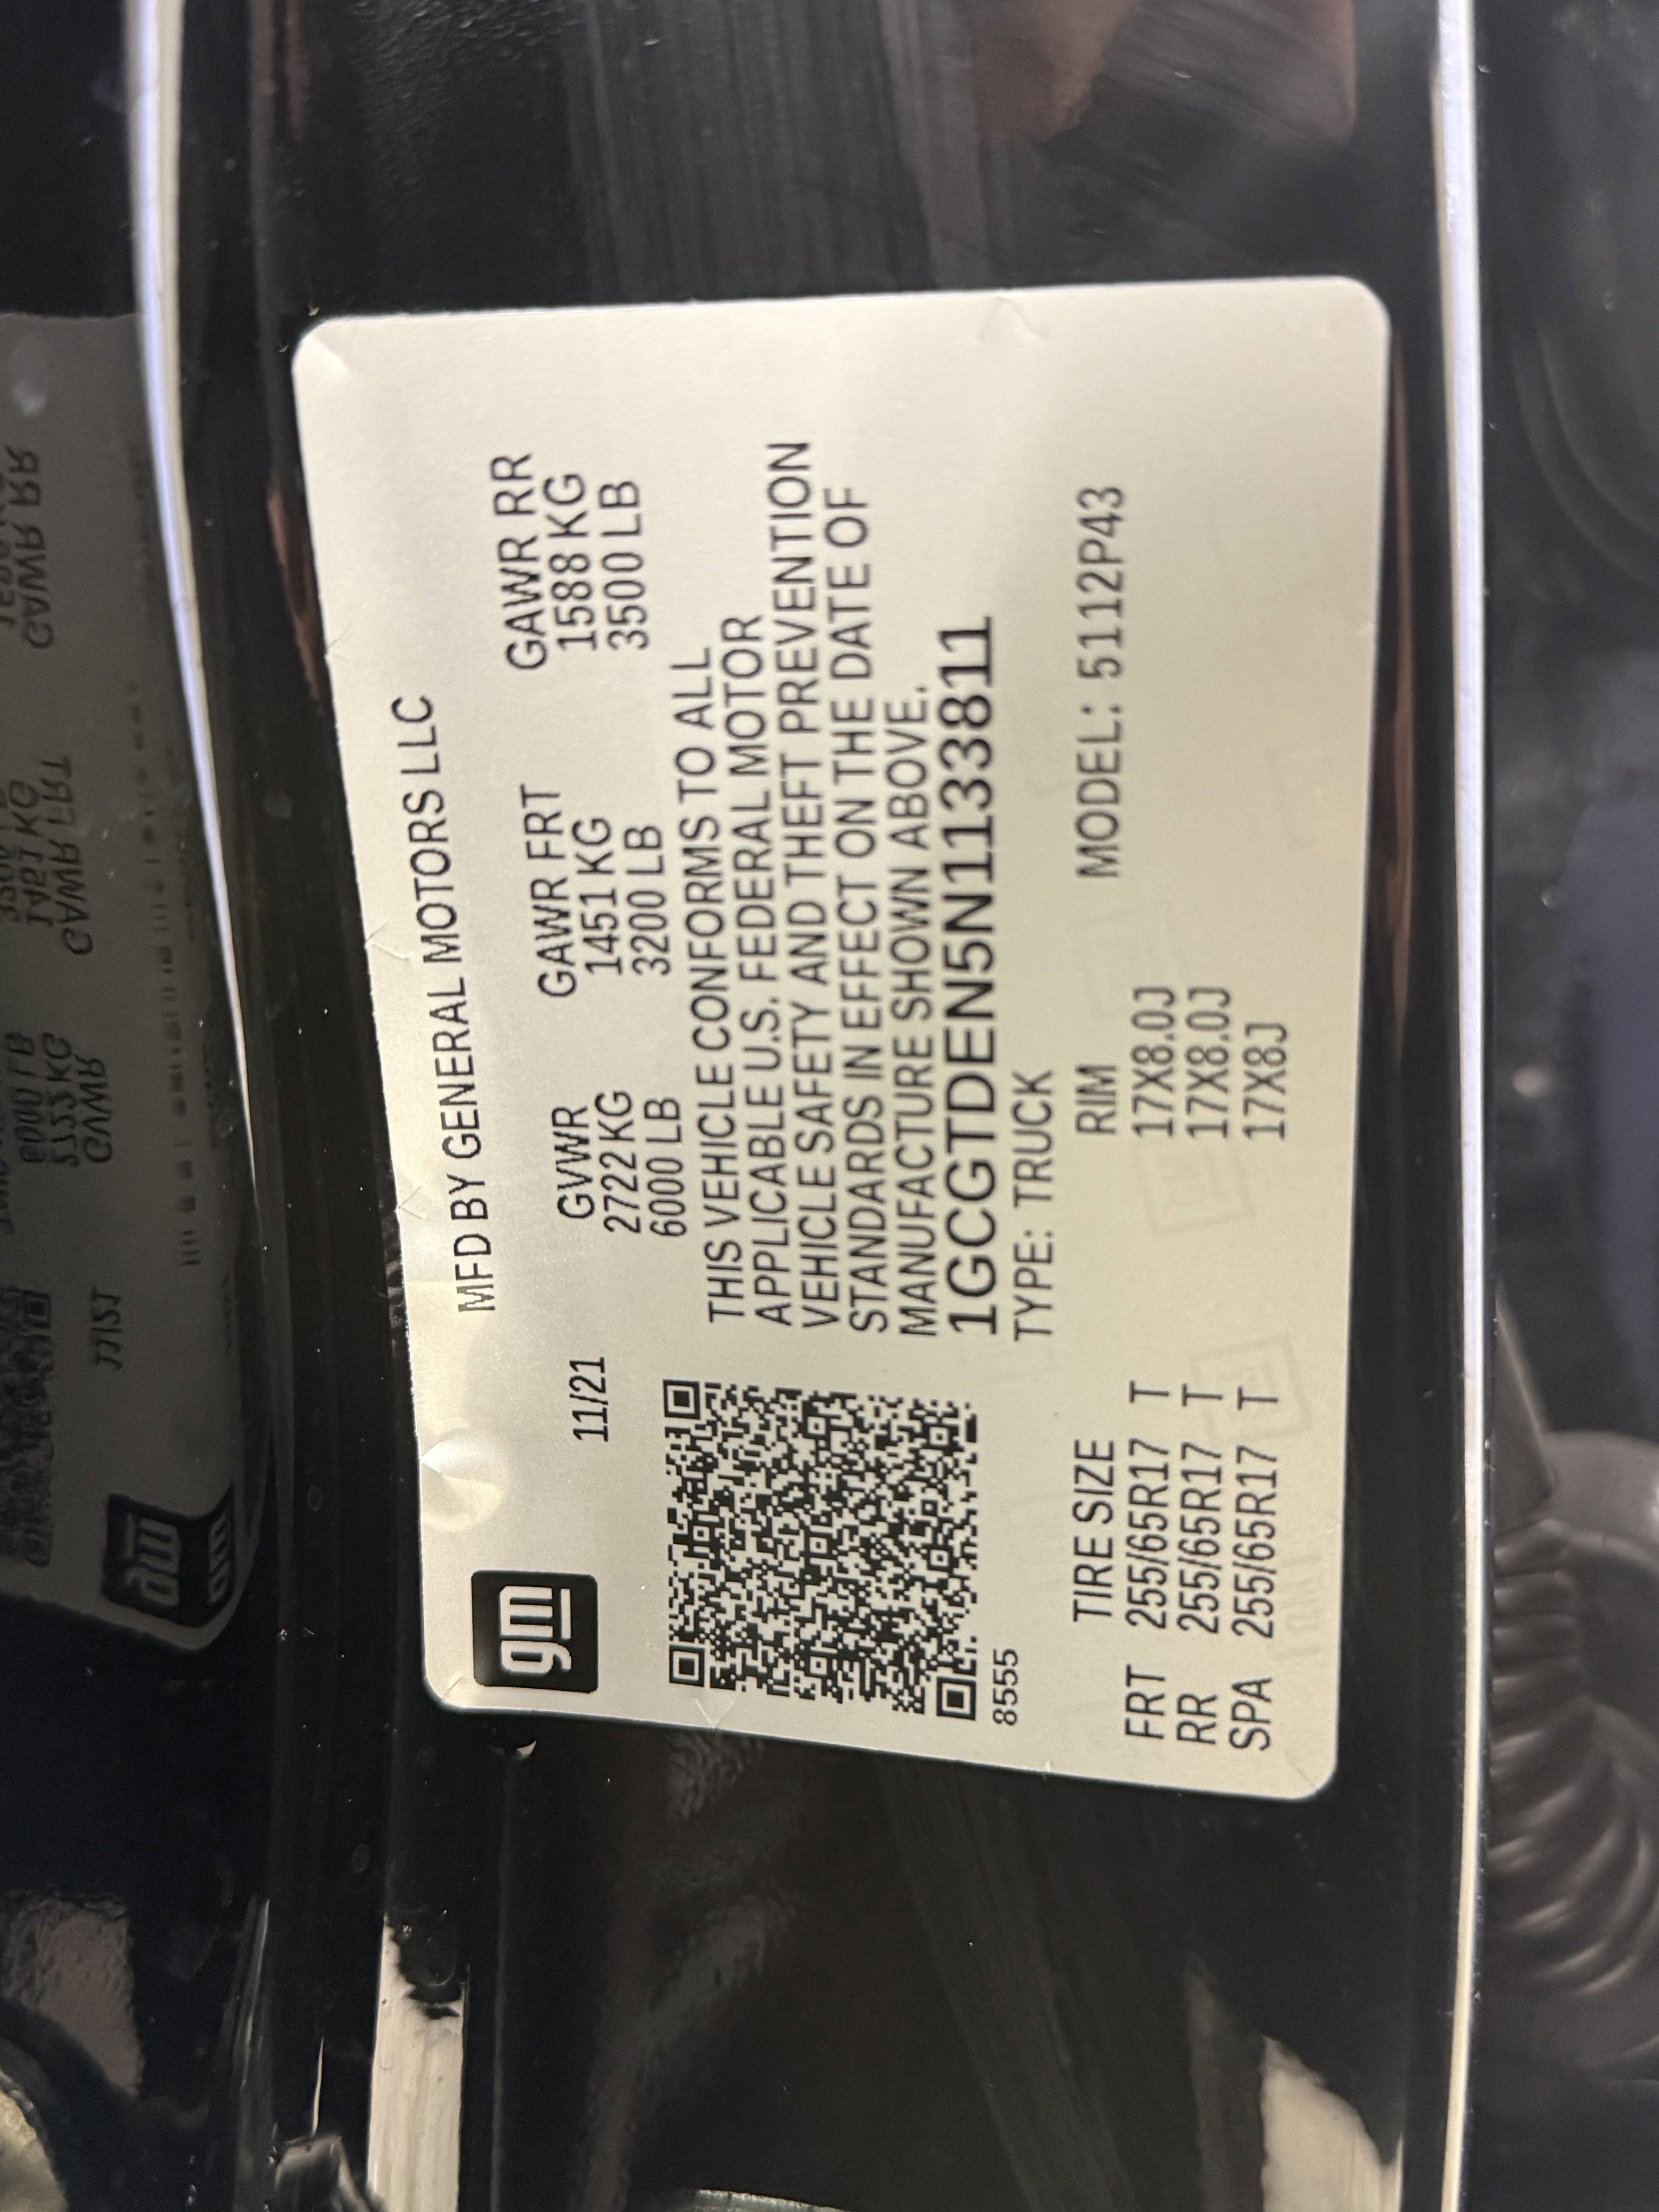 gm
MFD BY GENERAL MOTORS LLC
11/21
GVWR GAWR FRT GAWR RR
2722 KG 1451 KG 1588 KG
6000 LB 3200 LB 3500 LB
THIS VEHICLE CONFORMS TO ALL
APPLICABLE U.S. FEDERAL MOTOR
VEHICLE SAFETY AND THEFT PREVENTION
STANDARDS IN EFFECT ON THE DATE OF
MANUFACTURE SHOWN ABOVE.
1GCGTDEN5N1133811
8555
TYPE: TRUCK
TIRE SIZE RIM MODEL: 5112P43
FRT 255/65R17 T 17X8.0J
RR 255/65R17 T 17X8.0J
SPA 255/65R17 T 17X8J